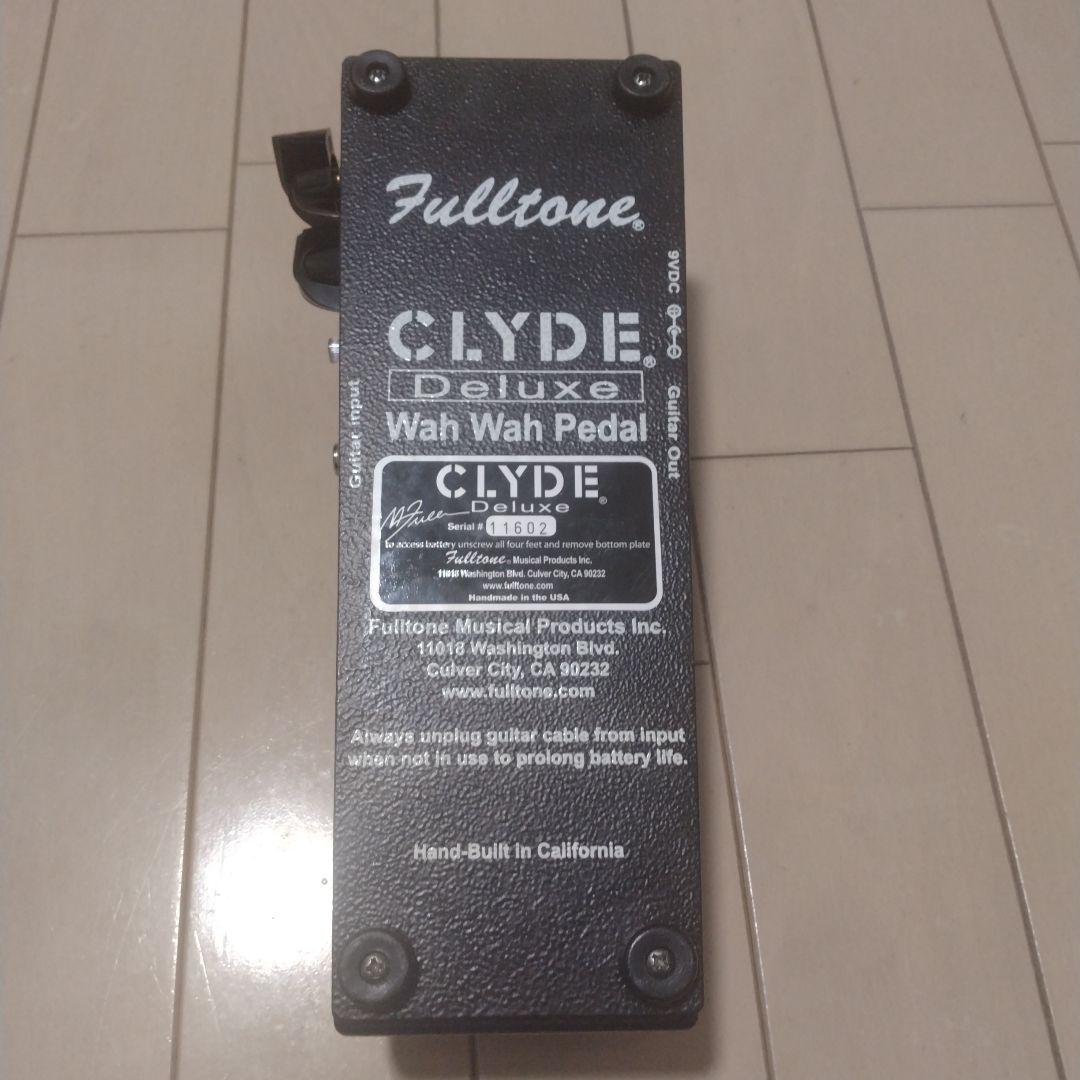 Fulltone®
CLYDE®
Deluxe
Wah Wah Pedal
Guitar Input
9VDC
Guitar Out
CLYDE®
Deluxe
M Fuller
Serial # 11602
to access battery unscrew all four feet and remove bottom plate
Fulltone® Musical Products Inc.
11018 Washington Blvd. Culver City, CA 90232
www.fulltone.com
Handmade in the USA
Fulltone Musical Products Inc.
11018 Washington Blvd.
Culver City, CA 90232
www.fulltone.com
Always unplug guitar cable from input
when not in use to prolong battery life.
Hand-Built in California